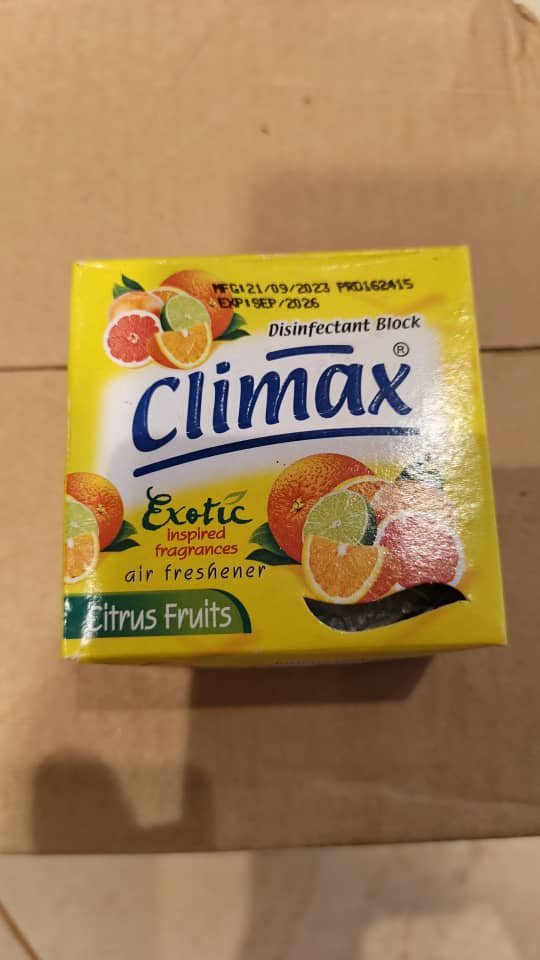 MFG:21/09/2023 PRD162415
EXP:SEP/2026
Disinfectant Block
Climax®
Exotic
inspired
fragrances
air freshener
Citrus Fruits